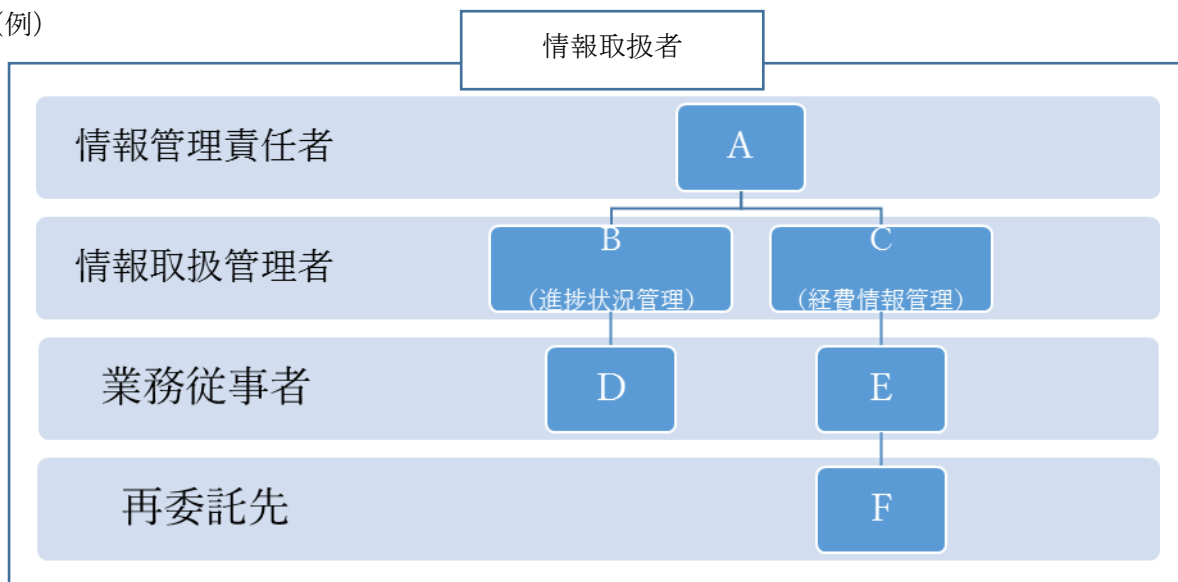 (例)
情報取扱者
情報管理責任者
A
情報取扱管理者
B
(進捗状況管理)
C
(経費情報管理)
業務従事者
D
E
再委託先
F